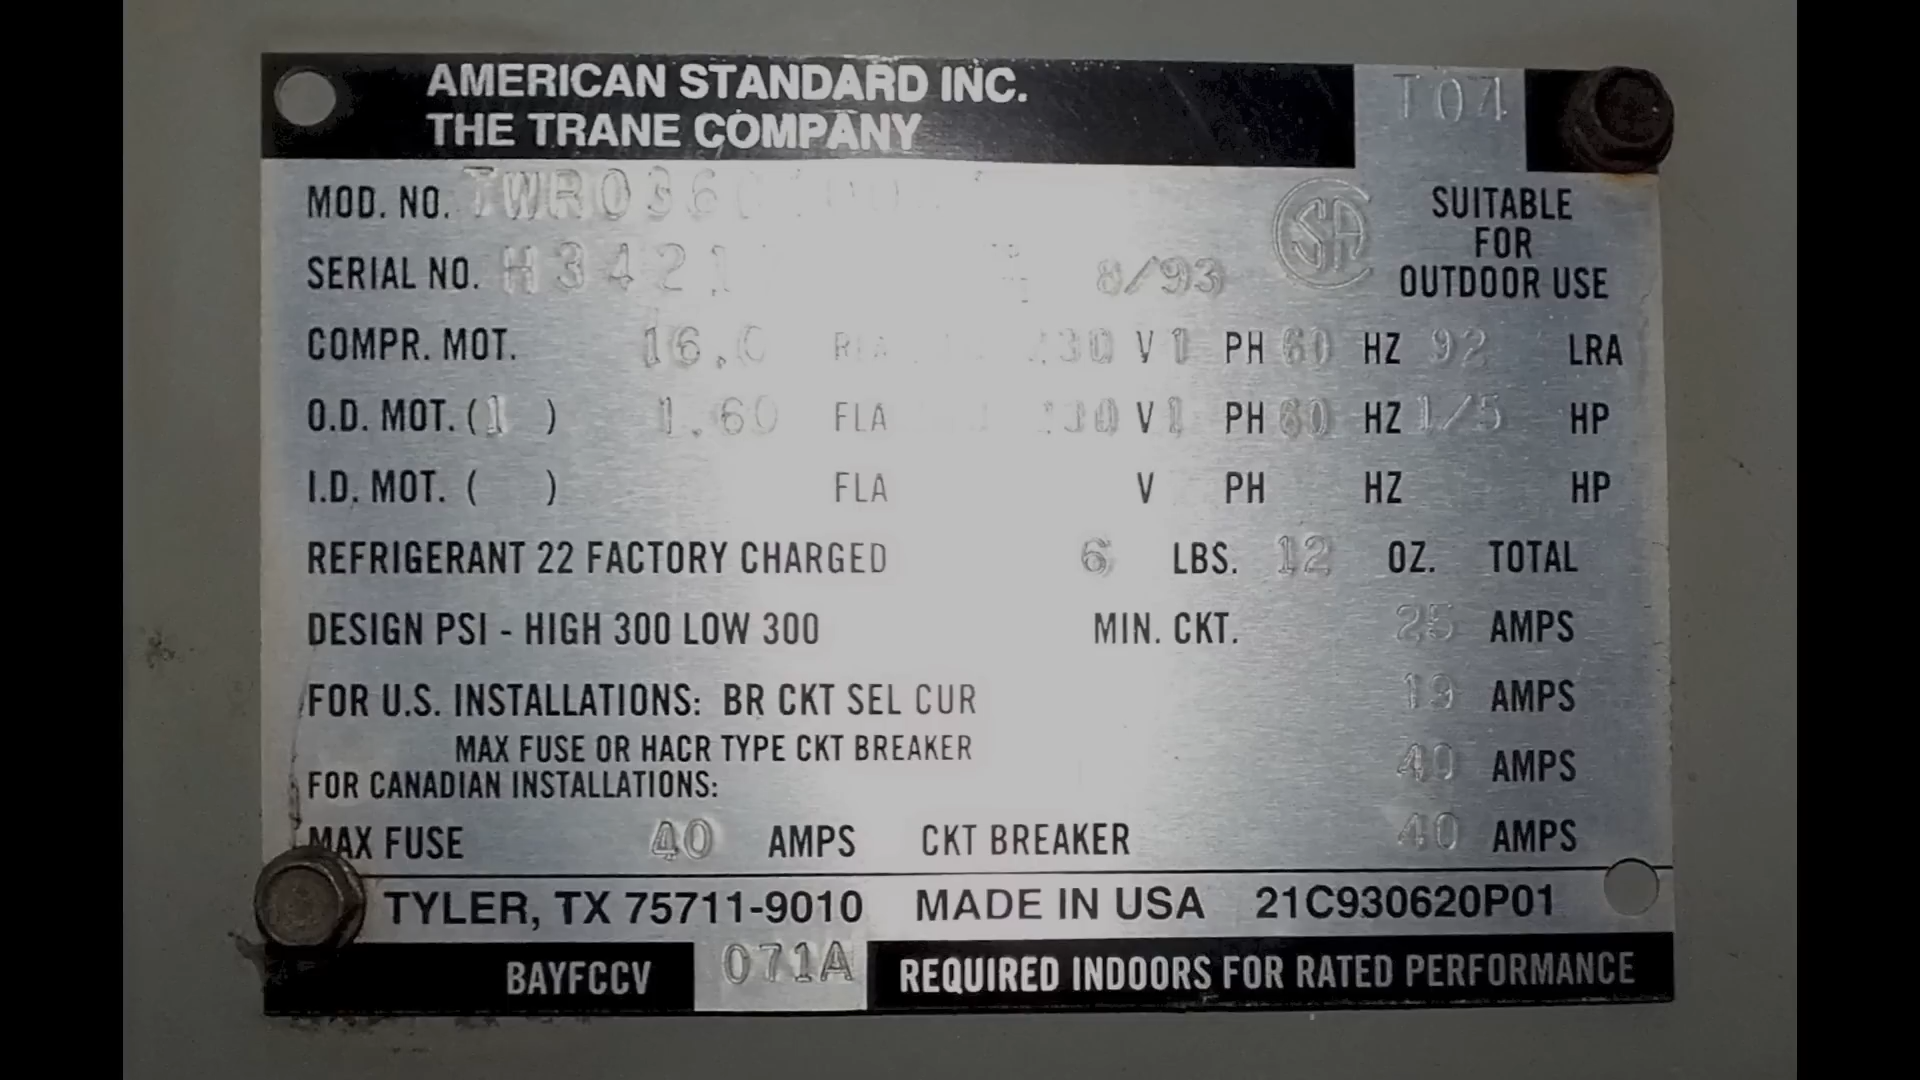 AMERICAN STANDARD INC.
THE TRANE COMPANY
T04
MOD. NO.
SERIAL NO. 8/93
SA
SUITABLE
FOR
OUTDOOR USE
COMPR. MOT. 16.0 RLA 230 V 1 PH 60 HZ 92 LRA
O.D. MOT. (1 ) 1.60 FLA V 1 PH 60 HZ 1/5 HP
I.D. MOT. ( ) FLA V PH HZ HP
REFRIGERANT 22 FACTORY CHARGED 6 LBS. 12 OZ. TOTAL
DESIGN PSI - HIGH 300 LOW 300 MIN. CKT. 25 AMPS
FOR U.S. INSTALLATIONS: BR CKT SEL CUR 19 AMPS
MAX FUSE OR HACR TYPE CKT BREAKER 40 AMPS
FOR CANADIAN INSTALLATIONS:
MAX FUSE 40 AMPS CKT BREAKER 40 AMPS
TYLER, TX 75711-9010 MADE IN USA 21C930620P01
BAYFCCV 071A REQUIRED INDOORS FOR RATED PERFORMANCE